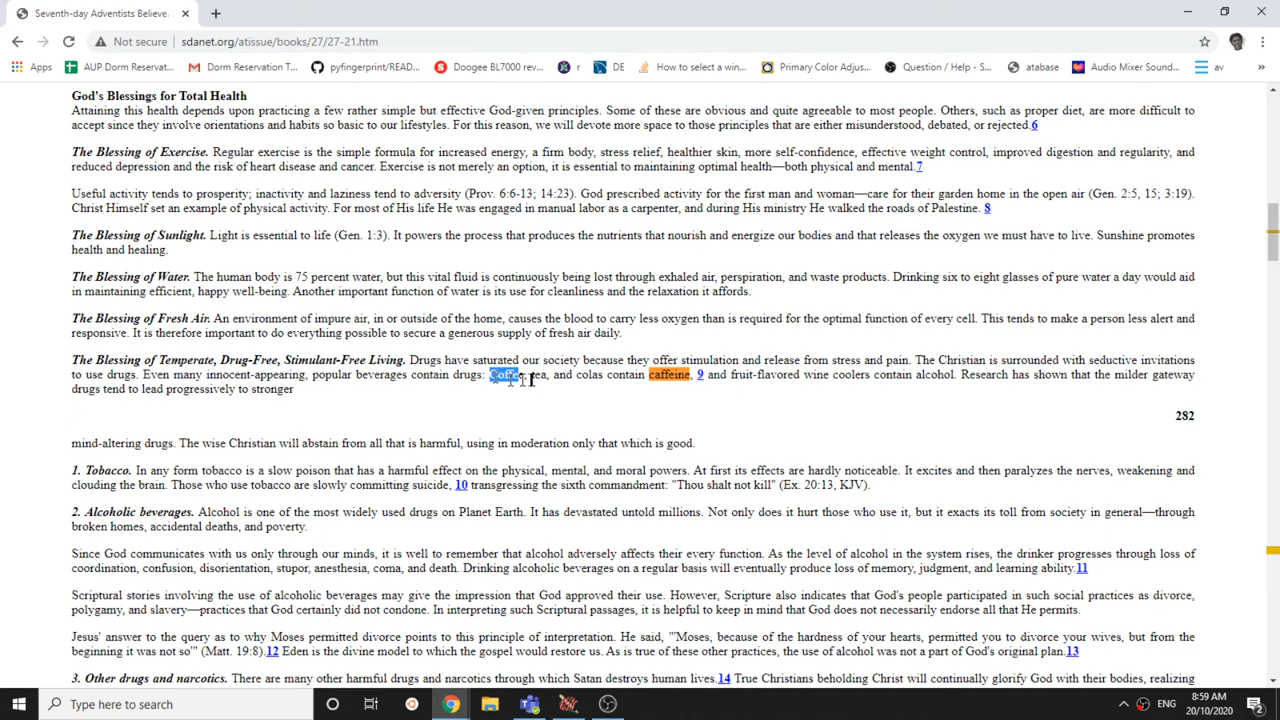 Seventh-day Adventists Believe.
Not secure | sdanet.org/atissue/books/27/27-21.htm
Apps AUP Dorm Reservat... Dorm Reservation T... pyfingerprint/READ... Doogee BL7000 rev... r DE How to select a win... Primary Color Adjus... Question / Help - S... atabase Audio Mixer Sound... av »
God's Blessings for Total Health
Attaining this health depends upon practicing a few rather simple but effective God-given principles. Some of these are obvious and quite agreeable to most people. Others, such as proper diet, are more difficult to
accept since they involve orientations and habits so basic to our lifestyles. For this reason, we will devote more space to those principles that are either misunderstood, debated, or rejected.6
The Blessing of Exercise. Regular exercise is the simple formula for increased energy, a firm body, stress relief, healthier skin, more self-confidence, effective weight control, improved digestion and regularity, and
reduced depression and the risk of heart disease and cancer. Exercise is not merely an option, it is essential to maintaining optimal health—both physical and mental.7
Useful activity tends to prosperity; inactivity and laziness tend to adversity (Prov. 6:6-13; 14:23). God prescribed activity for the first man and woman—care for their garden home in the open air (Gen. 2:5, 15; 3:19).
Christ Himself set an example of physical activity. For most of His life He was engaged in manual labor as a carpenter, and during His ministry He walked the roads of Palestine. 8
The Blessing of Sunlight. Light is essential to life (Gen. 1:3). It powers the process that produces the nutrients that nourish and energize our bodies and that releases the oxygen we must have to live. Sunshine promotes
health and healing.
The Blessing of Water. The human body is 75 percent water, but this vital fluid is continuously being lost through exhaled air, perspiration, and waste products. Drinking six to eight glasses of pure water a day would aid
in maintaining efficient, happy well-being. Another important function of water is its use for cleanliness and the relaxation it affords.
The Blessing of Fresh Air. An environment of impure air, in or outside of the home, causes the blood to carry less oxygen than is required for the optimal function of every cell. This tends to make a person less alert and
responsive. It is therefore important to do everything possible to secure a generous supply of fresh air daily.
The Blessing of Temperate, Drug-Free, Stimulant-Free Living. Drugs have saturated our society because they offer stimulation and release from stress and pain. The Christian is surrounded with seductive invitations
to use drugs. Even many innocent-appearing, popular beverages contain drugs: Coffee, tea, and colas contain caffeine, 9 and fruit-flavored wine coolers contain alcohol. Research has shown that the milder gateway
drugs tend to lead progressively to stronger
282
mind-altering drugs. The wise Christian will abstain from all that is harmful, using in moderation only that which is good.
1. Tobacco. In any form tobacco is a slow poison that has a harmful effect on the physical, mental, and moral powers. At first its effects are hardly noticeable. It excites and then paralyzes the nerves, weakening and
clouding the brain. Those who use tobacco are slowly committing suicide, 10 transgressing the sixth commandment: "Thou shalt not kill" (Ex. 20:13, KJV).
2. Alcoholic beverages. Alcohol is one of the most widely used drugs on Planet Earth. It has devastated untold millions. Not only does it hurt those who use it, but it exacts its toll from society in general—through
broken homes, accidental deaths, and poverty.
Since God communicates with us only through our minds, it is well to remember that alcohol adversely affects their every function. As the level of alcohol in the system rises, the drinker progresses through loss of
coordination, confusion, disorientation, stupor, anesthesia, coma, and death. Drinking alcoholic beverages on a regular basis will eventually produce loss of memory, judgment, and learning ability.11
Scriptural stories involving the use of alcoholic beverages may give the impression that God approved their use. However, Scripture also indicates that God's people participated in such social practices as divorce,
polygamy, and slavery—practices that God certainly did not condone. In interpreting such Scriptural passages, it is helpful to keep in mind that God does not necessarily endorse all that He permits.
Jesus' answer to the query as to why Moses permitted divorce points to this principle of interpretation. He said, "'Moses, because of the hardness of your hearts, permitted you to divorce your wives, but from the
beginning it was not so'" (Matt. 19:8).12 Eden is the divine model to which the gospel would restore us. As is true of these other practices, the use of alcohol was not a part of God's original plan.13
3. Other drugs and narcotics. There are many other harmful drugs and narcotics through which Satan destroys human lives.14 True Christians beholding Christ will continually glorify God with their bodies, realizing
Type here to search
ENG
8:59 AM
20/10/2020
2